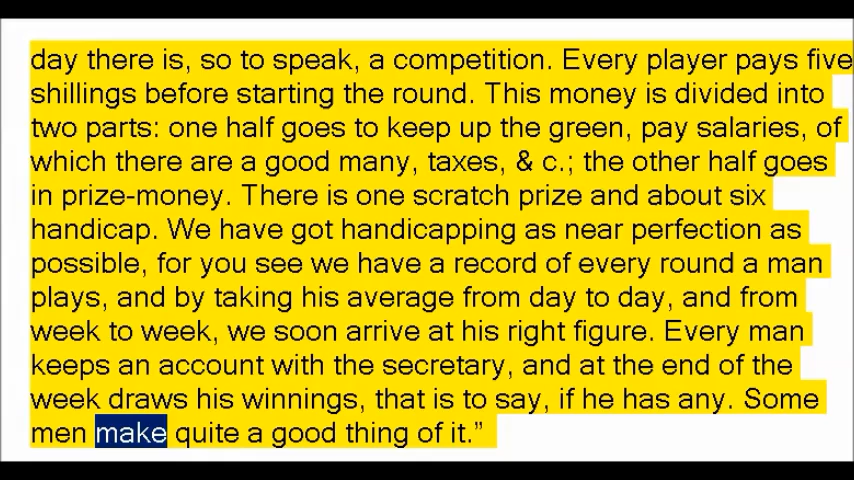 day there is, so to speak, a competition. Every player pays five
shillings before starting the round. This money is divided into
two parts: one half goes to keep up the green, pay salaries, of
which there are a good many, taxes, & c.; the other half goes
in prize-money. There is one scratch prize and about six
handicap. We have got handicapping as near perfection as
possible, for you see we have a record of every round a man
plays, and by taking his average from day to day, and from
week to week, we soon arrive at his right figure. Every man
keeps an account with the secretary, and at the end of the
week draws his winnings, that is to say, if he has any. Some
men make quite a good thing of it.”